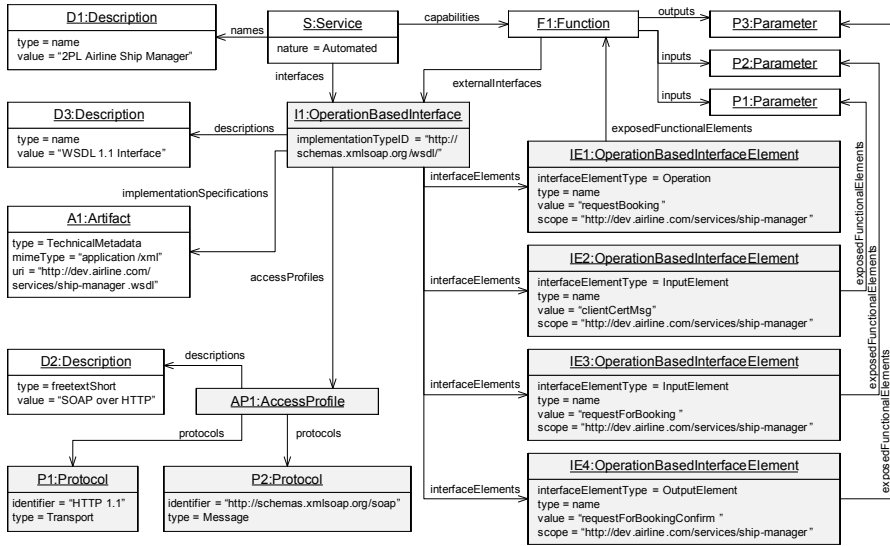 D1:Description
type = name
value = “2PL Airline Ship Manager”
names
S:Service
nature = Automated
capabilities
F1:Function
outputs
P3:Parameter
inputs
P2:Parameter
inputs
P1:Parameter
interfaces
externalInterfaces
exposedFunctionalElements
D3:Description
type = name
value = “WSDL 1.1 Interface”
descriptions
I1:OperationBasedInterface
implementationTypeID = “http://
schemas.xmlsoap.org/wsdl/”
implementationSpecifications
A1:Artifact
type = TechnicalMetadata
mimeType = “application /xml”
uri = “http://dev.airline.com/
services/ship-manager .wsdl”
accessProfiles
interfaceElements
IE1:OperationBasedInterfaceElement
interfaceElementType = Operation
type = name
value = “requestBooking ”
scope = “http://dev.airline .com/services/ship-manager”
interfaceElements
IE2:OperationBasedInterfaceElement
interfaceElementType = InputElement
type = name
value = “clientCertMsg”
scope = “http://dev.airline .com/services/ship-manager”
exposedFunctionalElements
interfaceElements
IE3:OperationBasedInterfaceElement
interfaceElementType = InputElement
type = name
value = “requestForBooking ”
scope = “http://dev.airline .com/services/ship-manager”
exposedFunctionalElements
interfaceElements
IE4:OperationBasedInterfaceElement
interfaceElementType = OutputElement
type = name
value = “requestForBookingConfirm ”
scope = “http://dev.airline .com/services/ship-manager”
exposedFunctionalElements
D2:Description
type = freetextShort
value = “SOAP over HTTP”
descriptions
AP1:AccessProfile
protocols
protocols
P1:Protocol
identifier = “HTTP 1.1”
type = Transport
P2:Protocol
identifier = “http://schemas.xmlsoap.org/soap”
type = Message